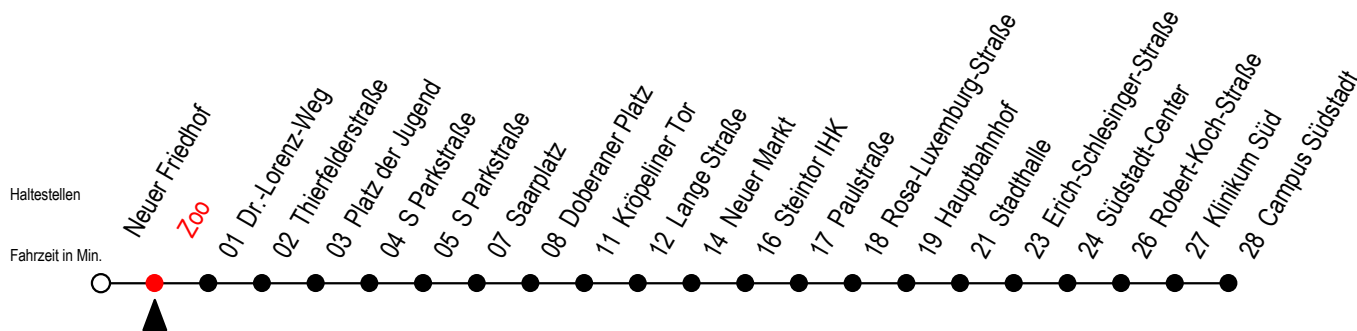 Haltestellen
Fahrzeit in Min.
Neuer Friedhof
Zoo
01 Dr.-Lorenz-Weg
02 Thierfelderstraße
03 Platz der Jugend
04 S Parkstraße
05 S Parkstraße
07 Saarplatz
08 Doberaner Platz
11 Kröpeliner Tor
12 Lange Straße
14 Neuer Markt
16 Steintor IHK
17 Paulstraße
18 Rosa-Luxemburg-Straße
19 Hauptbahnhof
21 Stadthalle
23 Erich-Schlesinger-Straße
24 Südstadt-Center
26 Robert-Koch-Straße
27 Klinikum Süd
28 Campus Südstadt